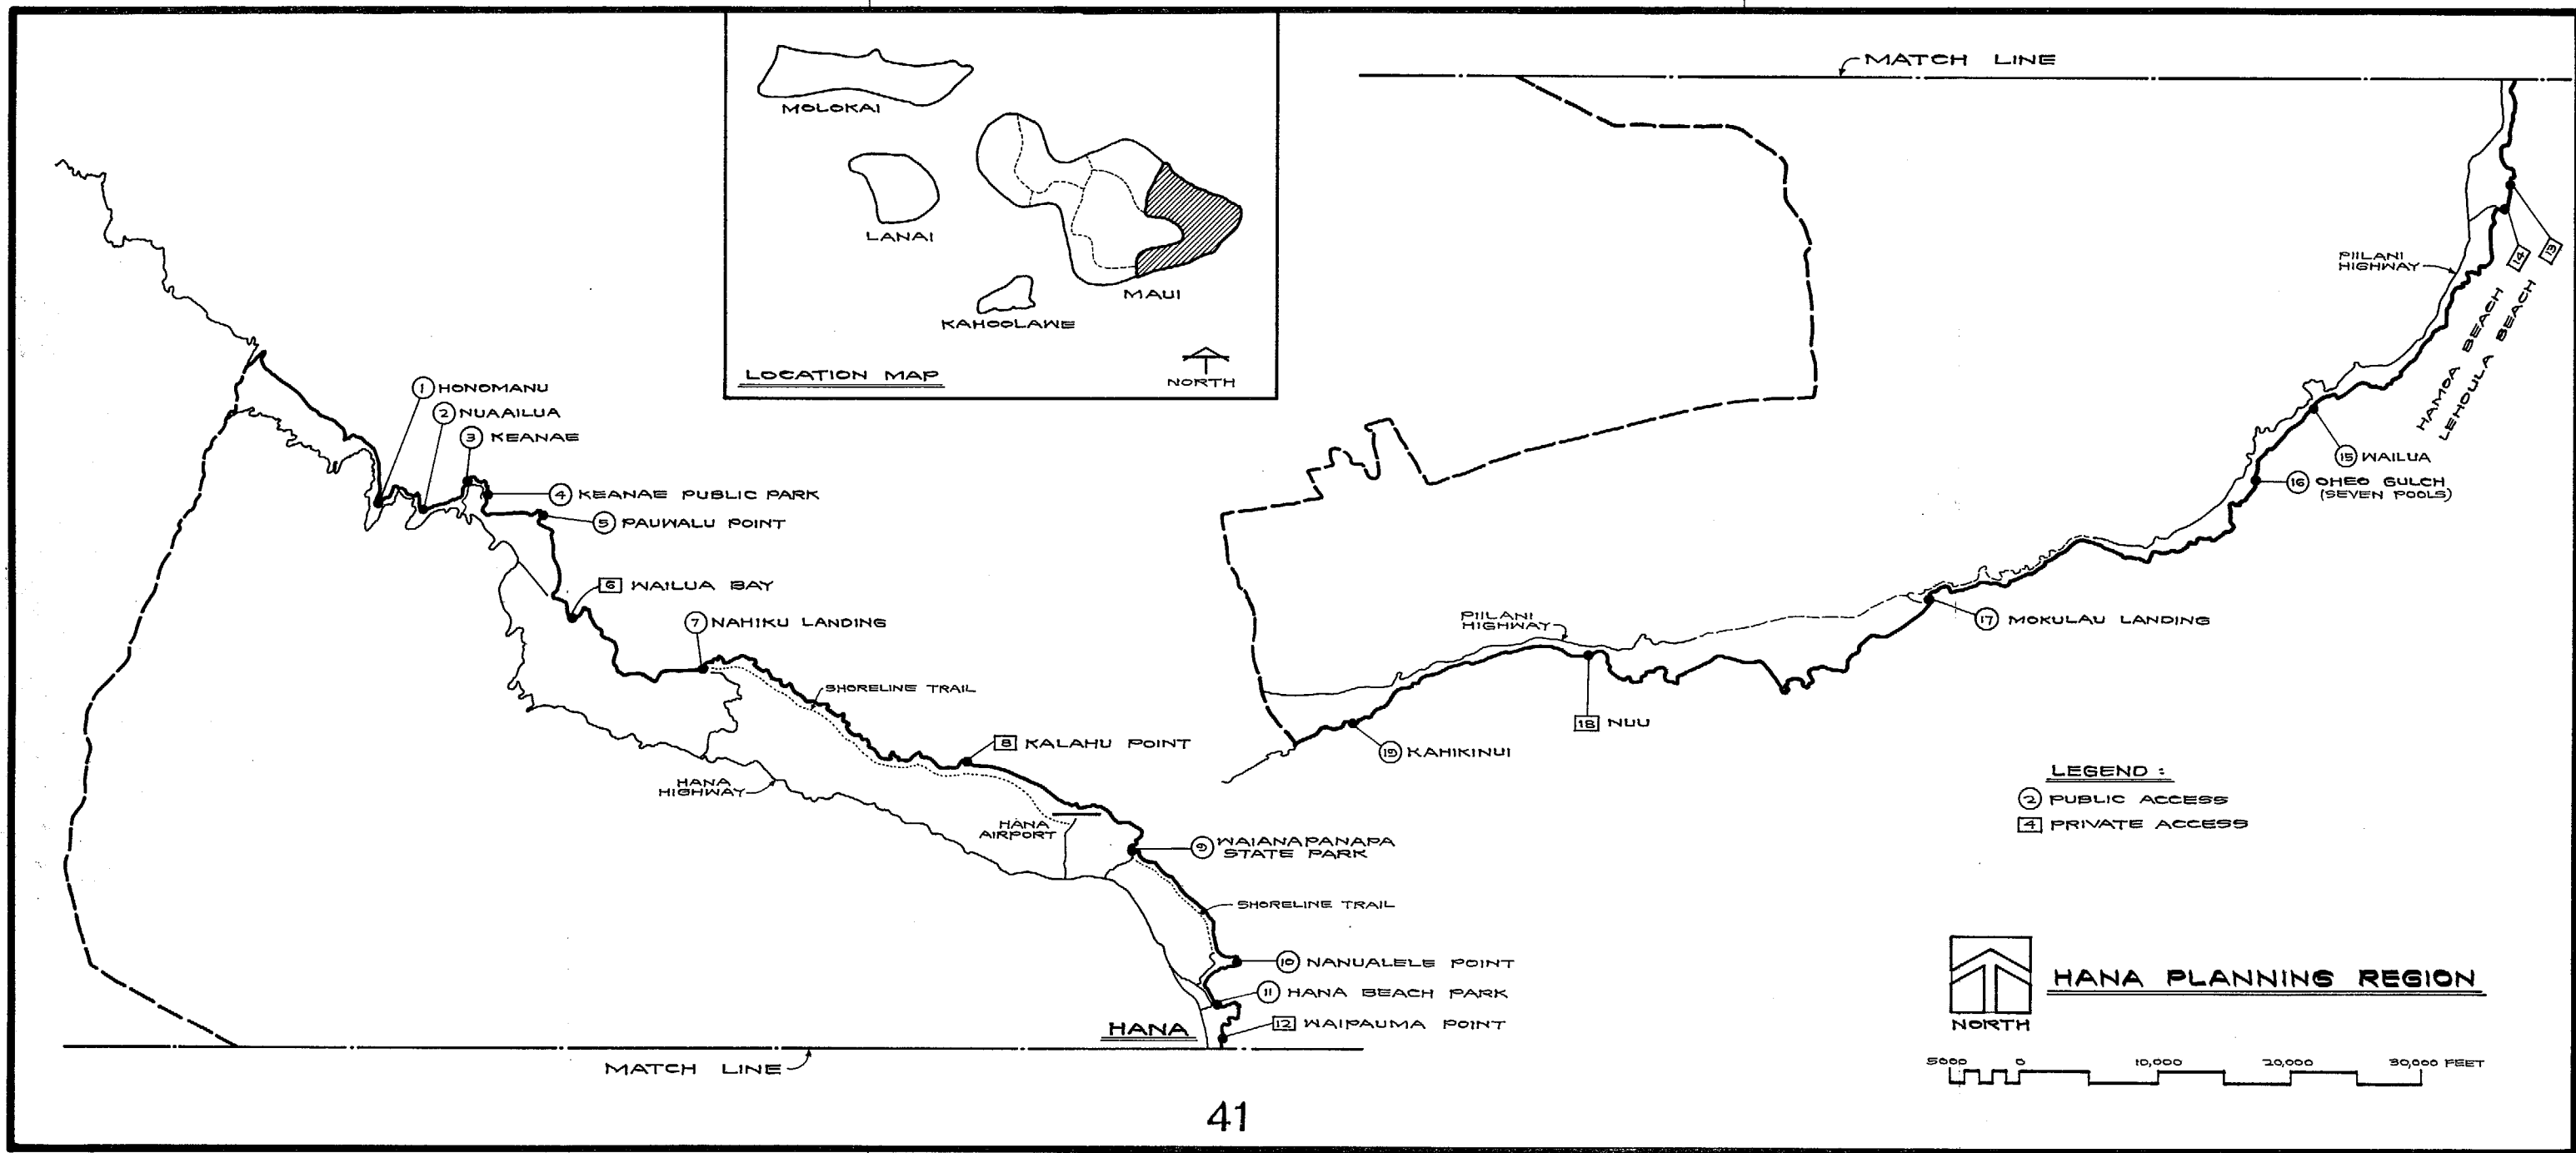 MOLOKAI
LANAI
KAHOOLAWE
MAUI
LOCATION MAP
NORTH
MATCH LINE
1 HONOMANU
2 NUAAILUA
3 KEANAE
4 KEANAE PUBLIC PARK
5 PAUWALU POINT
6 WAILUA BAY
7 NAHIKU LANDING
SHORELINE TRAIL
8 KALAHU POINT
HANA
HIGHWAY
HANA
AIRPORT
9 WAIANAPANAPA
STATE PARK
SHORELINE TRAIL
10 NANUALELE POINT
11 HANA BEACH PARK
12 WAIPAUMA POINT
HANA
MATCH LINE
PIILANI
HIGHWAY
13
14
HAMOA BEACH
LEHOULA BEACH
15 WAILUA
16 OHEO GULCH
(SEVEN POOLS)
17 MOKULAU LANDING
PIILANI
HIGHWAY
18 NUU
19 KAHIKINUI
LEGEND :
2 PUBLIC ACCESS
4 PRIVATE ACCESS
NORTH
HANA PLANNING REGION
5000 0 10,000 20,000 30,000 FEET
41